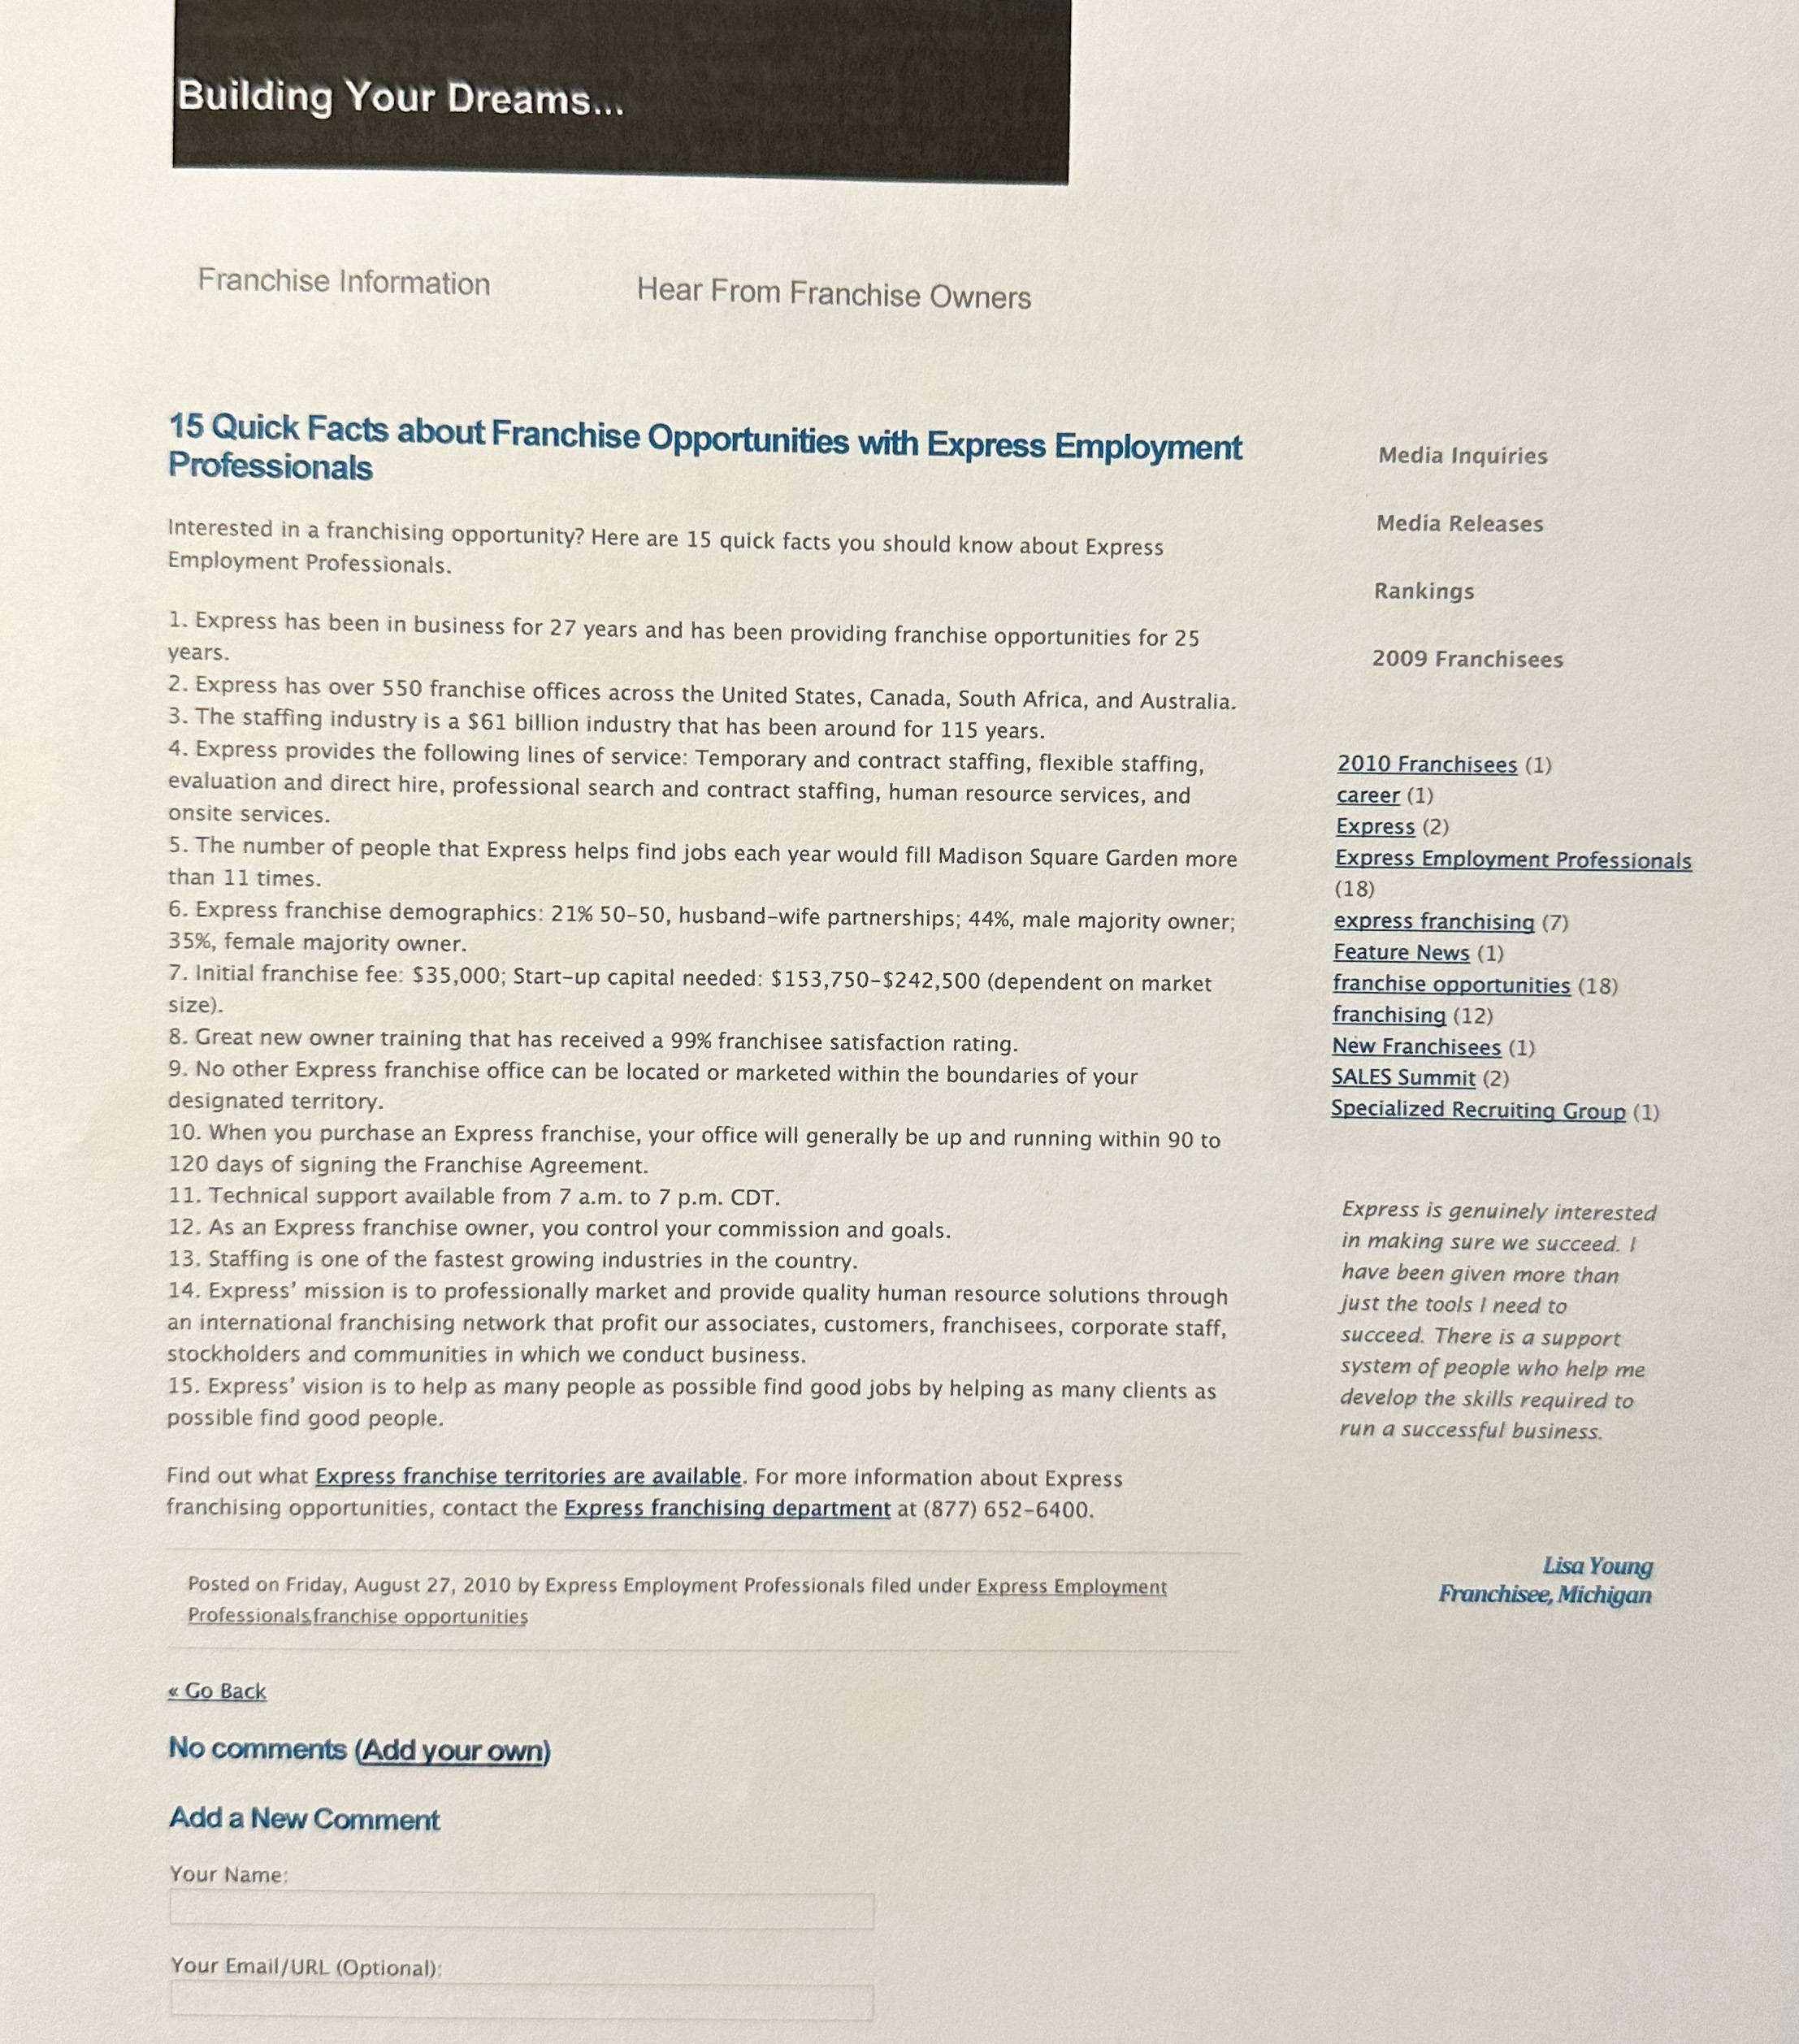 Building Your Dreams...
Franchise Information
Hear From Franchise Owners
15 Quick Facts about Franchise Opportunities with Express Employment
Professionals
Interested in a franchising opportunity? Here are 15 quick facts you should know about Express
Employment Professionals.
1. Express has been in business for 27 years and has been providing franchise opportunities for 25
years.
2. Express has over 550 franchise offices across the United States, Canada, South Africa, and Australia.
3. The staffing industry is a $61 billion industry that has been around for 115 years.
4. Express provides the following lines of service: Temporary and contract staffing, flexible staffing,
evaluation and direct hire, professional search and contract staffing, human resource services, and
onsite services.
5. The number of people that Express helps find jobs each year would fill Madison Square Garden more
than 11 times.
6. Express franchise demographics: 21% 50-50, husband-wife partnerships; 44%, male majority owner;
35%, female majority owner.
7. Initial franchise fee: $35,000; Start-up capital needed: $153,750-$242,500 (dependent on market
size).
8. Great new owner training that has received a 99% franchisee satisfaction rating.
9. No other Express franchise office can be located or marketed within the boundaries of your
designated territory.
10. When you purchase an Express franchise, your office will generally be up and running within 90 to
120 days of signing the Franchise Agreement.
11. Technical support available from 7 a.m. to 7 p.m. CDT.
12. As an Express franchise owner, you control your commission and goals.
13. Staffing is one of the fastest growing industries in the country.
14. Express' mission is to professionally market and provide quality human resource solutions through
an international franchising network that profit our associates, customers, franchisees, corporate staff,
stockholders and communities in which we conduct business.
15. Express' vision is to help as many people as possible find good jobs by helping as many clients as
possible find good people.
Find out what Express franchise territories are available. For more information about Express
franchising opportunities, contact the Express franchising department at (877) 652-6400.
Posted on Friday, August 27, 2010 by Express Employment Professionals filed under Express Employment
Professionals,franchise opportunities
« Go Back
No comments (Add your own)
Add a New Comment
Your Name:
Your Email/URL (Optional):
Media Inquiries
Media Releases
Rankings
2009 Franchisees
2010 Franchisees (1)
career (1)
Express (2)
Express Employment Professionals
(18)
express franchising (7)
Feature News (1)
franchise opportunities (18)
franchising (12)
New Franchisees (1)
SALES Summit (2)
Specialized Recruiting Group (1)
Express is genuinely interested
in making sure we succeed. I
have been given more than
just the tools I need to
succeed. There is a support
system of people who help me
develop the skills required to
run a successful business.
Lisa Young
Franchisee, Michigan